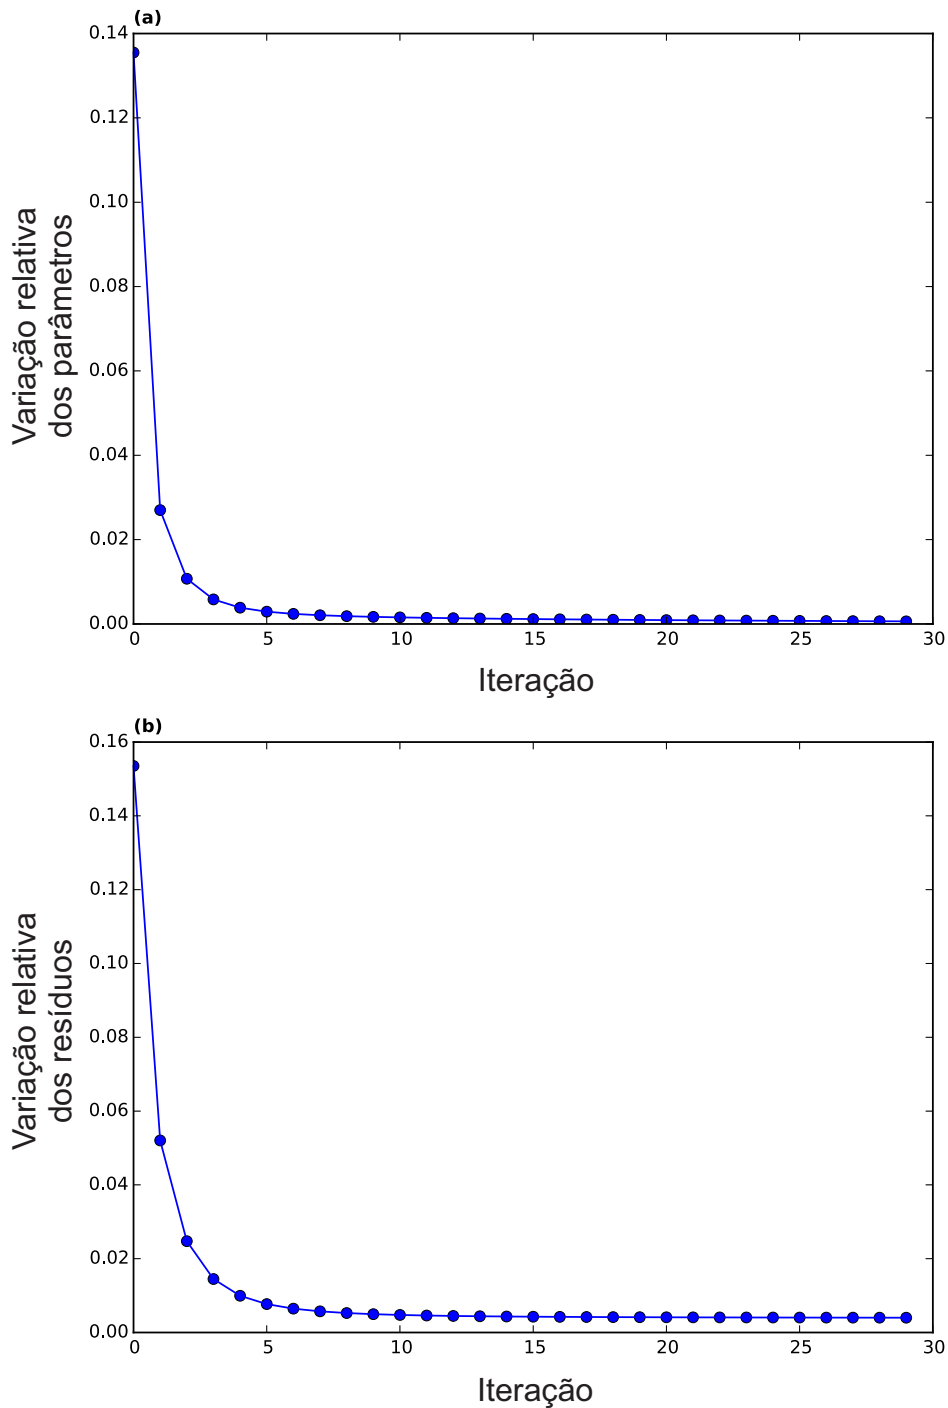 (a)
0.14
0.12
0.10
0.08
0.06
0.04
0.02
0.00
Variação relativa
dos parâmetros
0 5 10 15 20 25 30
Iteração
(b)
0.16
0.14
0.12
0.10
0.08
0.06
0.04
0.02
0.00
Variação relativa
dos resíduos
0 5 10 15 20 25 30
Iteração